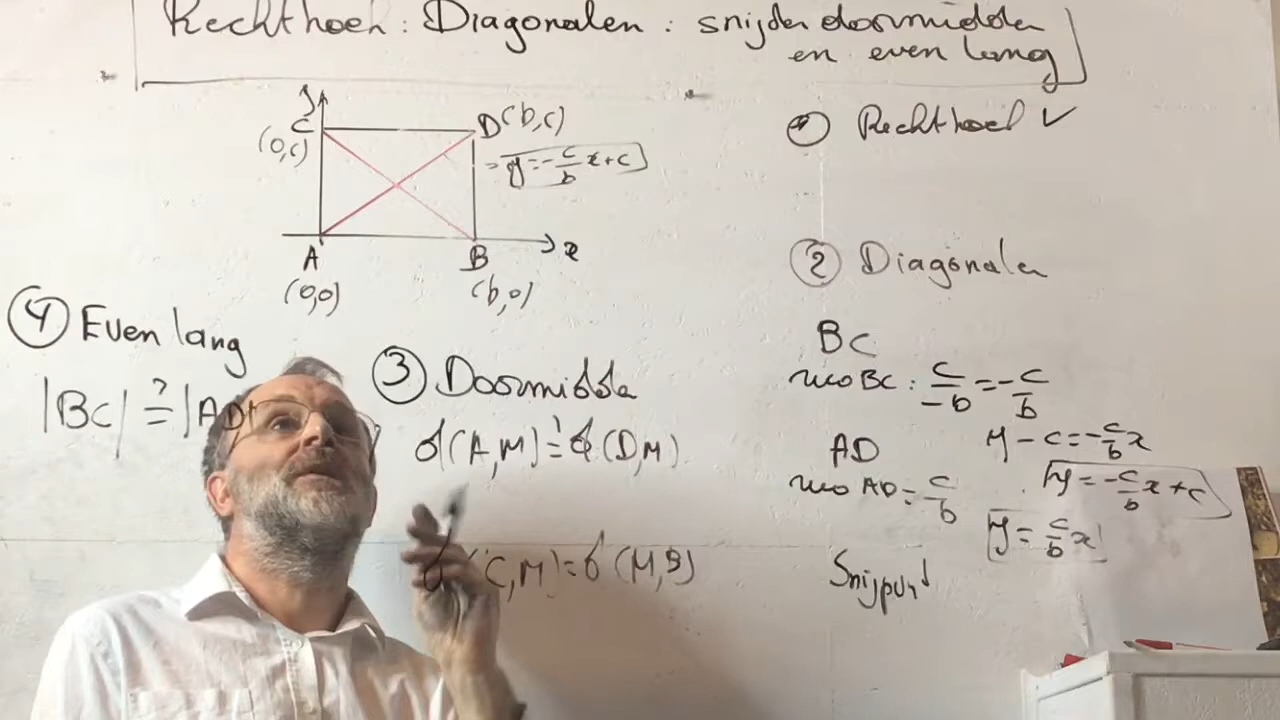 Rechthoek : Diagonalen : snijden doormidden
en even lang
y
C
(0,c)
D(b,c)
y=-c/b x+c
A
(0,0)
B
(b,0)
x
④ Even lang
|BC| ?= |AD|
③ Doormidden
d(A,M) != d(D,M)
d(C,M)=d(M,B)
① Rechthoek ✓
② Diagonalen
BC
rico BC : c/-b = -c/b
y-c=-c/b x
y=-c/b x+c
AD
rico AD = c/b
y=c/b x
Snijpunt